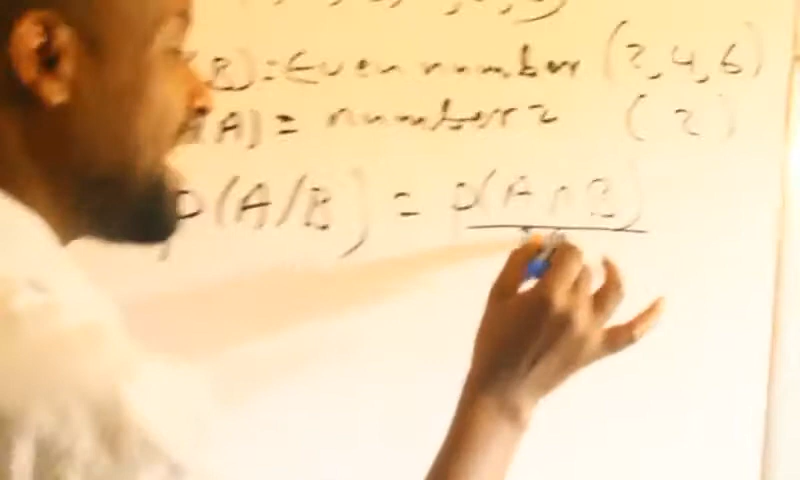 (B) = Even number (2, 4, 6)
(A) = number 2 (2)
P(A/B) = P(A ∩ B)